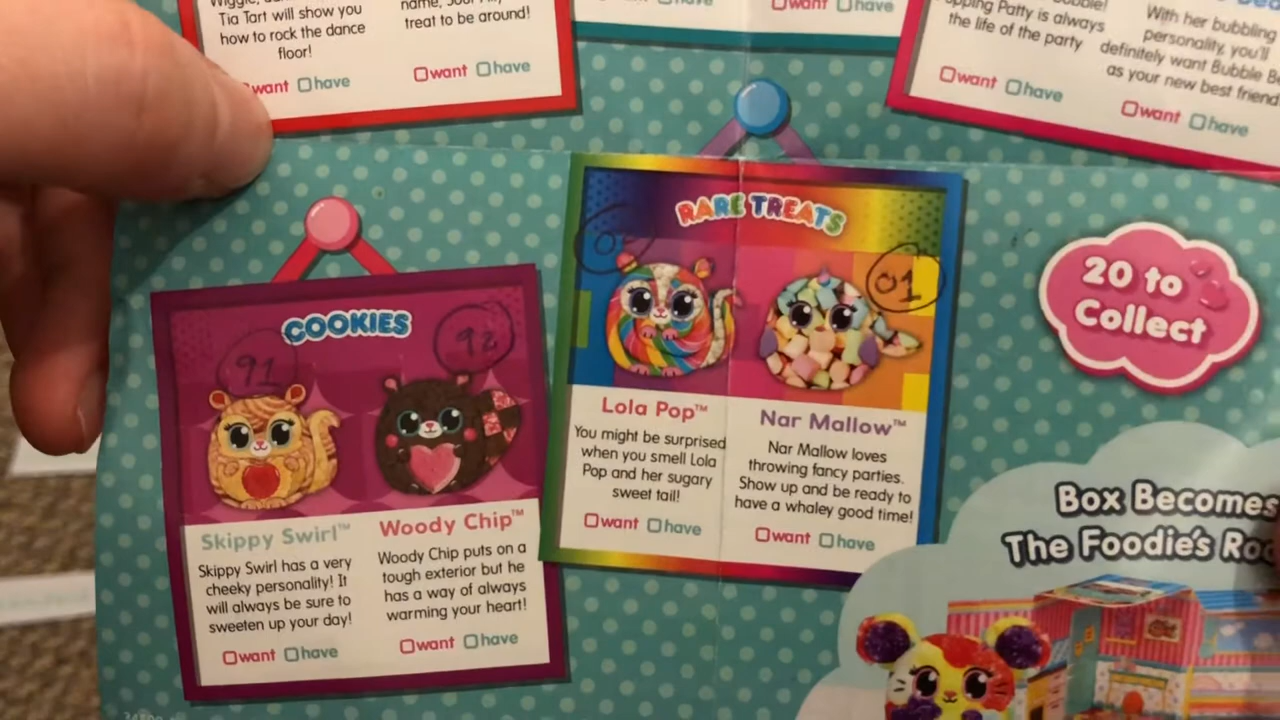 Tia Tart will show you
how to rock the dance
floor!
want have
treat to be around!
want have
want have
Patty is always
the life of the party
want have
With her bubbling
personality, you'll
definitely want Bubble
as your new best friend
want have
COOKIES
91
92
Skippy Swirl™
Skippy Swirl has a very
cheeky personality! It
will always be sure to
sweeten up your day!
want have
Woody Chip™
Woody Chip puts on a
tough exterior but he
has a way of always
warming your heart!
want have
RARE TREATS
01
Lola Pop™
You might be surprised
when you smell Lola
Pop and her sugary
sweet tail!
want have
Nar Mallow™
Nar Mallow loves
throwing fancy parties.
Show up and be ready to
have a whaley good time!
want have
20 to
Collect
Box Becomes
The Foodie's